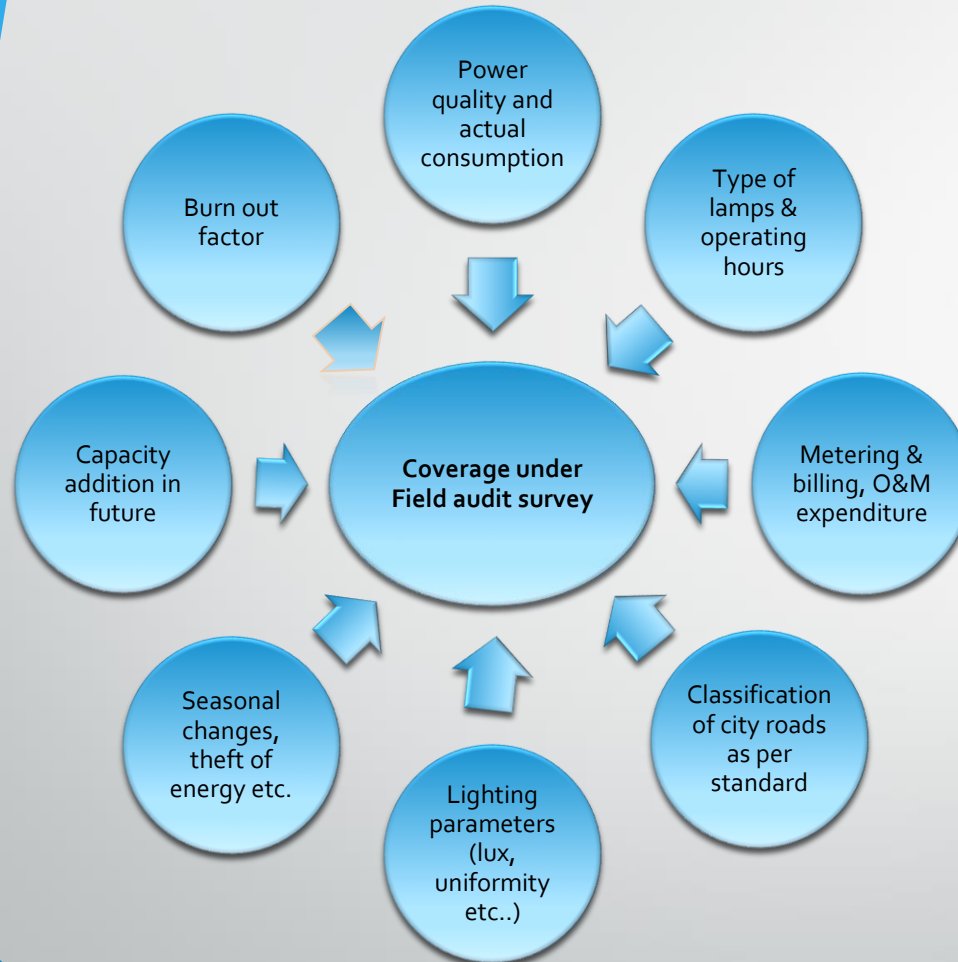 Power
quality and
actual
consumption
Type of
lamps &
operating
hours
Metering &
billing, O&M
expenditure
Classification
of city roads
as per
standard
Lighting
parameters
(lux,
uniformity
etc..)
Seasonal
changes,
theft of
energy etc.
Capacity
addition in
future
Burn out
factor
Coverage under
Field audit survey